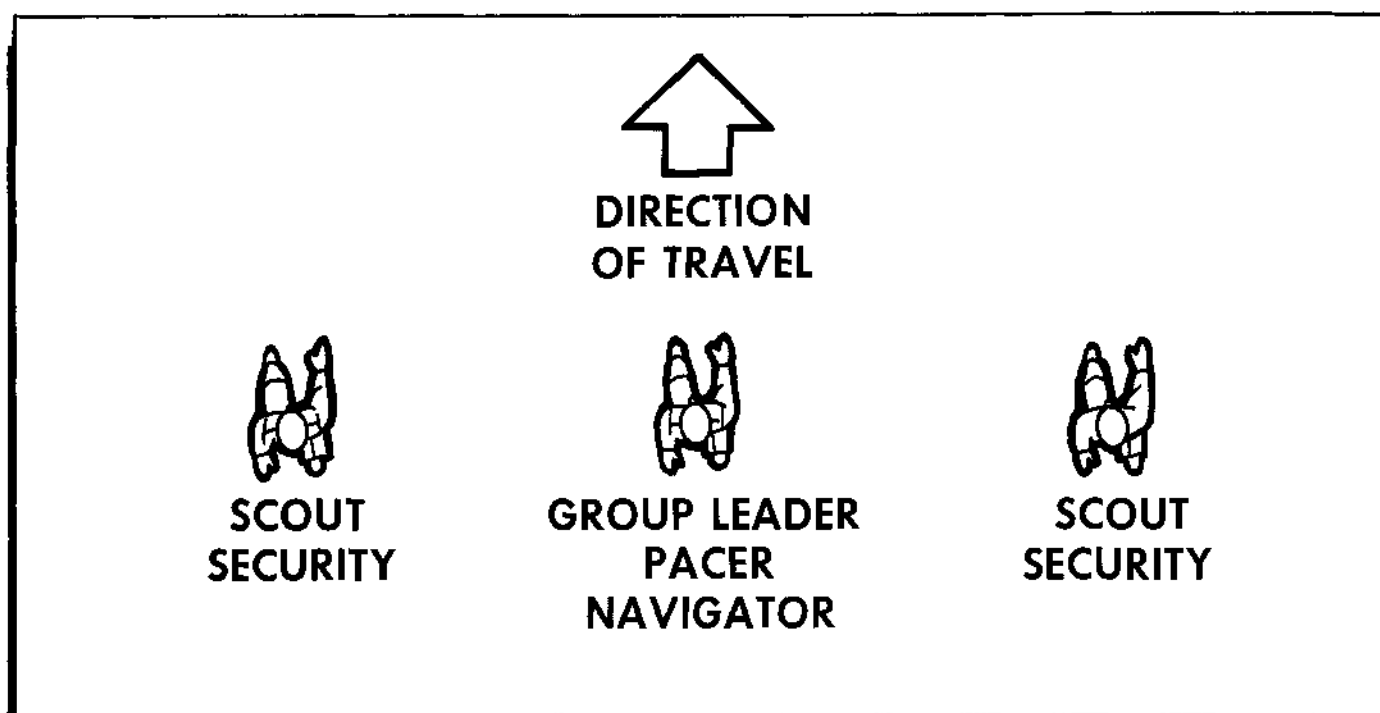 DIRECTION
OF TRAVEL
SCOUT
SECURITY
GROUP LEADER
PACER
NAVIGATOR
SCOUT
SECURITY